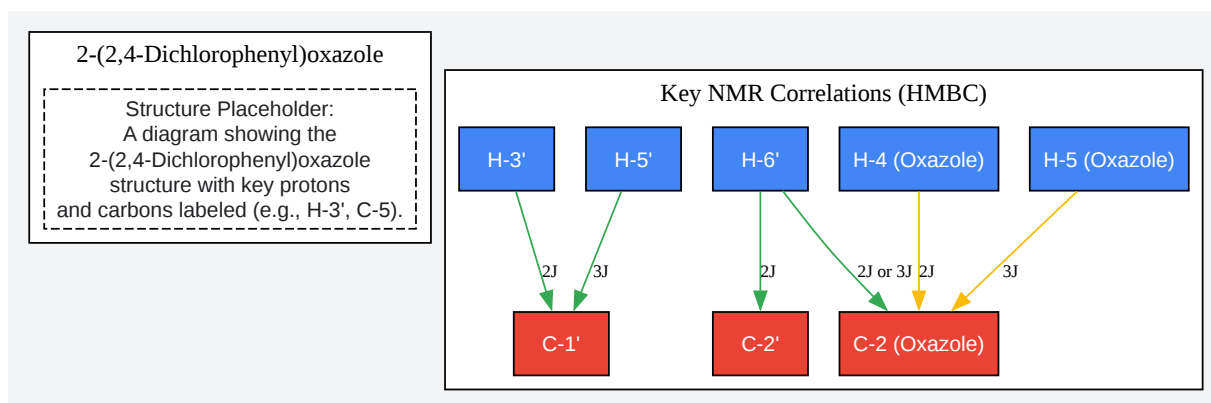 2-(2,4-Dichlorophenyl)oxazole
Structure Placeholder:
A diagram showing the
2-(2,4-Dichlorophenyl)oxazole
structure with key protons
and carbons labeled (e.g., H-3', C-5).
Key NMR Correlations (HMBC)
H-3'
H-5'
H-6'
H-4 (Oxazole)
H-5 (Oxazole)
2J
3J
2J
2J or 3J
2J
3J
C-1'
C-2'
C-2 (Oxazole)